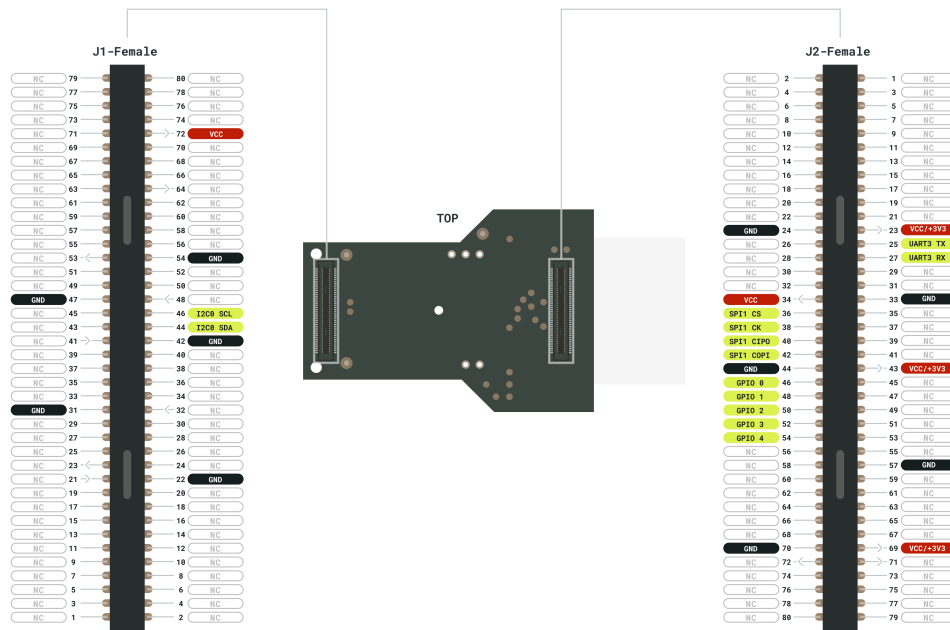 J1-Female
NC 79 80 NC
NC 77 78 NC
NC 75 76 NC
NC 73 74 NC
NC 71 72 VCC
NC 69 70 NC
NC 67 68 NC
NC 65 66 NC
NC 63 64 NC
NC 61 62 NC
NC 59 60 NC
NC 57 58 NC
NC 55 56 NC
NC 53 54 GND
NC 51 52 NC
NC 49 50 NC
GND 47 48 NC
NC 45 46 I2C0 SCL
NC 43 44 I2C0 SDA
NC 41 42 GND
NC 39 40 NC
NC 37 38 NC
NC 35 36 NC
NC 33 34 NC
GND 31 32 NC
NC 29 30 NC
NC 27 28 NC
NC 25 26 NC
NC 23 24 NC
NC 21 22 GND
NC 19 20 NC
NC 17 18 NC
NC 15 16 NC
NC 13 14 NC
NC 11 12 NC
NC 9 10 NC
NC 7 8 NC
NC 5 6 NC
NC 3 4 NC
NC 1 2 NC
TOP
J2-Female
NC 2 1 NC
NC 4 3 NC
NC 6 5 NC
NC 8 7 NC
NC 10 9 NC
NC 12 11 NC
NC 14 13 NC
NC 16 15 NC
NC 18 17 NC
NC 20 19 NC
NC 22 21 NC
GND 24 23 VCC/+3V3
NC 26 25 UART3 TX
NC 28 27 UART3 RX
NC 30 29 NC
NC 32 31 NC
VCC 34 33 GND
SPI1 CS 36 35 NC
SPI1 CK 38 37 NC
SPI1 CIPO 40 39 NC
SPI1 COPI 42 41 NC
GND 44 43 VCC/+3V3
GPIO 0 46 45 NC
GPIO 1 48 47 NC
GPIO 2 50 49 NC
GPIO 3 52 51 NC
GPIO 4 54 53 NC
NC 56 55 NC
NC 58 57 GND
NC 60 59 NC
NC 62 61 NC
NC 64 63 NC
NC 66 65 NC
NC 68 67 NC
GND 70 69 VCC/+3V3
NC 72 71 NC
NC 74 73 NC
NC 76 75 NC
NC 78 77 NC
NC 80 79 NC